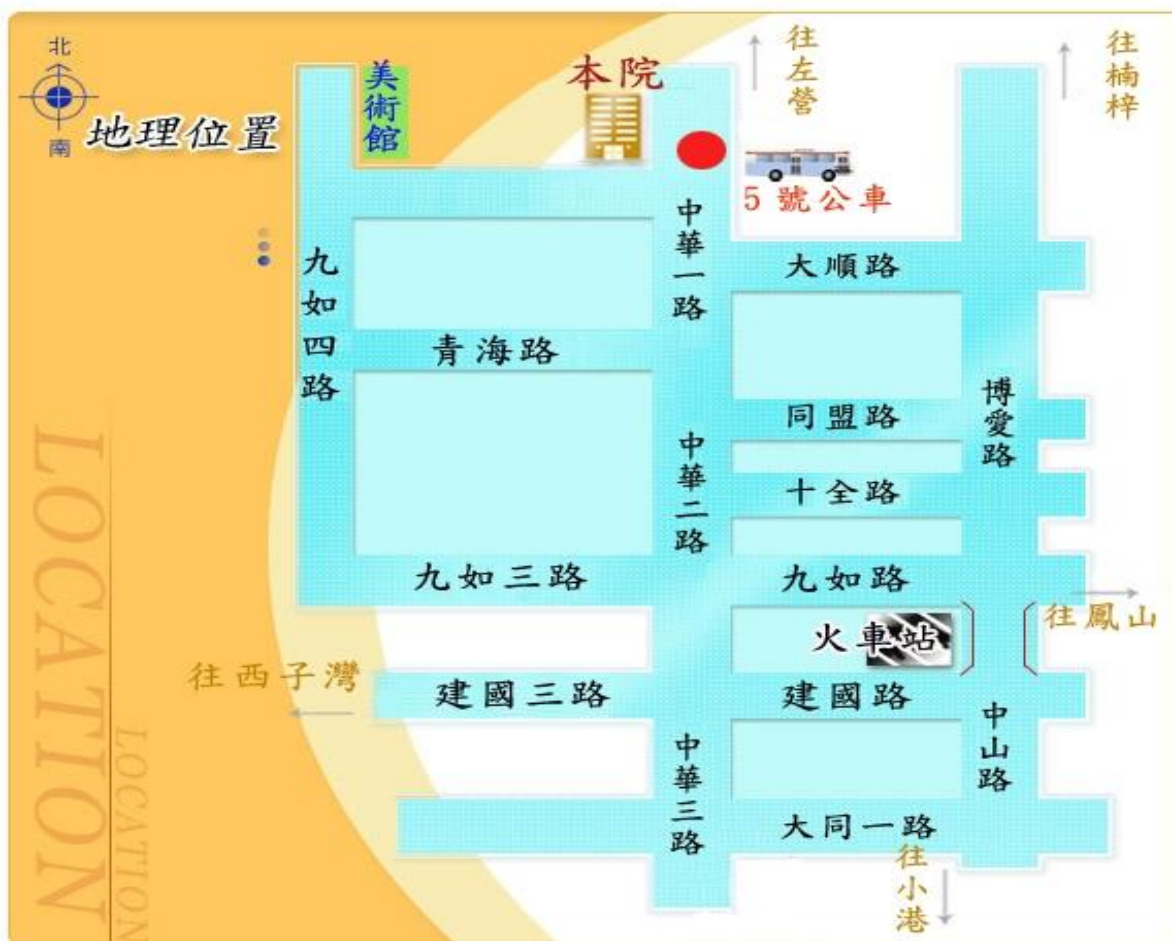 北
南
地理位置
美術館
本院
往左營
往楠梓
5號公車
中華一路
九如四路
大順路
青海路
同盟路
博愛路
中華二路
十全路
九如三路
九如路
往鳳山
火車站
往西子灣
建國三路
建國路
中山路
中華三路
大同一路
往小港
LOCATION
LOCATION